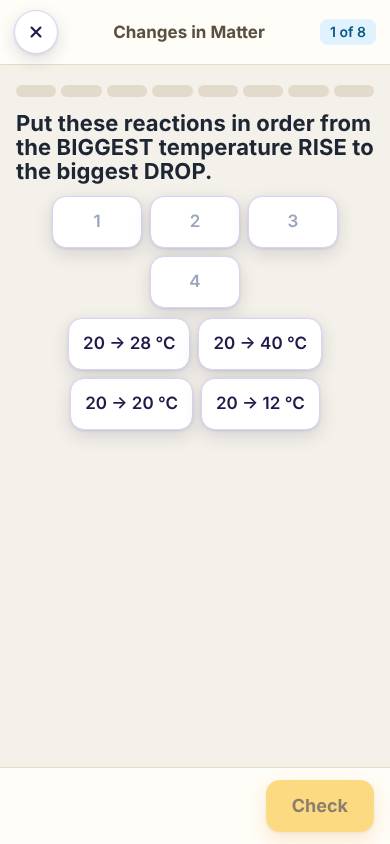 Changes in Matter
1 of 8
Put these reactions in order from
the BIGGEST temperature RISE to
the biggest DROP.
1
2
3
4
20 → 28 °C
20 → 40 °C
20 → 20 °C
20 → 12 °C
Check